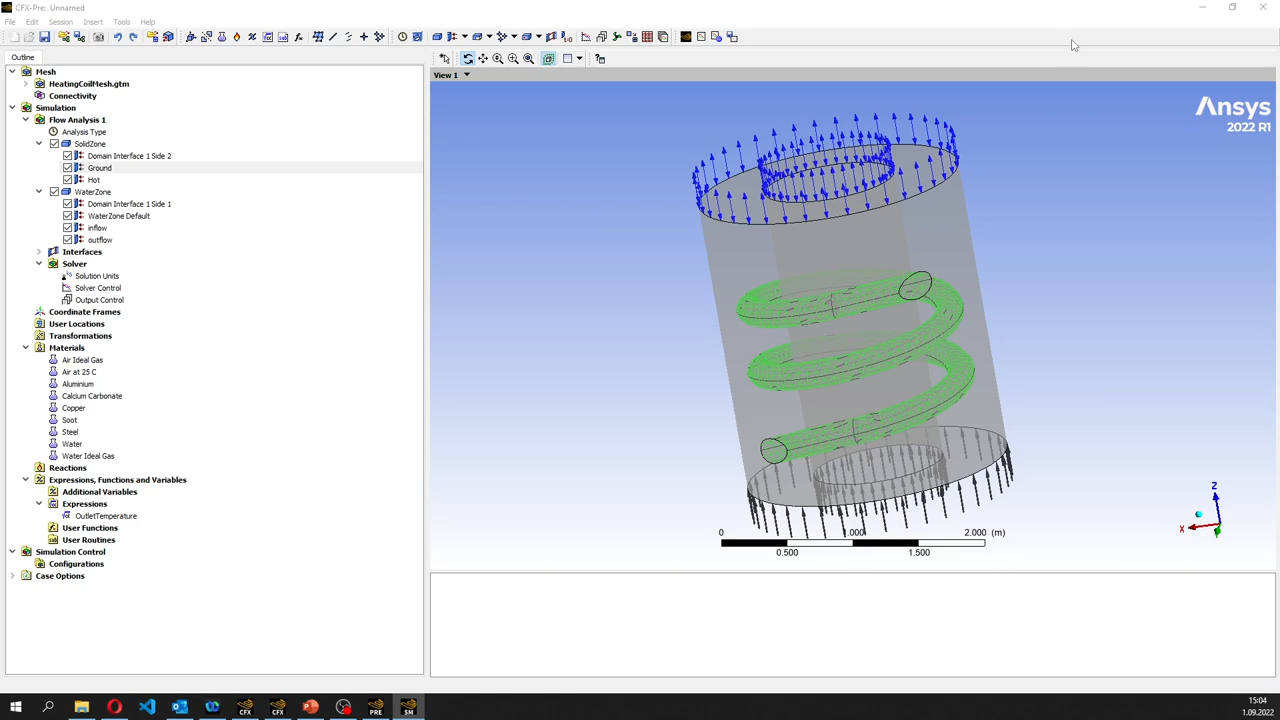 CFX-Pre: Unnamed
File Edit Session Insert Tools Help
Outline
View 1
Mesh
HeatingCoilMesh.gtm
Connectivity
Simulation
Flow Analysis 1
Analysis Type
SolidZone
Domain Interface 1 Side 2
Ground
Hot
WaterZone
Domain Interface 1 Side 1
WaterZone Default
inflow
outflow
Interfaces
Solver
Solution Units
Solver Control
Output Control
Coordinate Frames
User Locations
Transformations
Materials
Air Ideal Gas
Air at 25 C
Aluminium
Calcium Carbonate
Copper
Soot
Steel
Water
Water Ideal Gas
Reactions
Expressions, Functions and Variables
Additional Variables
Expressions
OutletTemperature
User Functions
User Routines
Simulation Control
Configurations
Case Options
Ansys
2022 R1
Z
X
0 1.000 2.000 (m)
0.500 1.500
CFX CFX PRE SM
15:04
1.09.2022